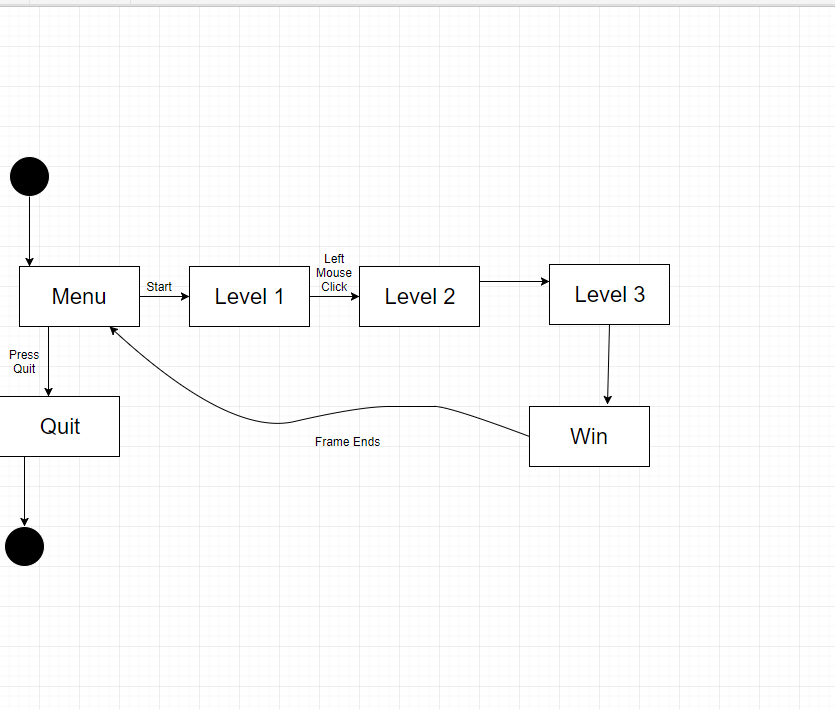 Left
Mouse
Click
Start
Menu
Level 1
Level 2
Level 3
Press
Quit
Quit
Win
Frame Ends